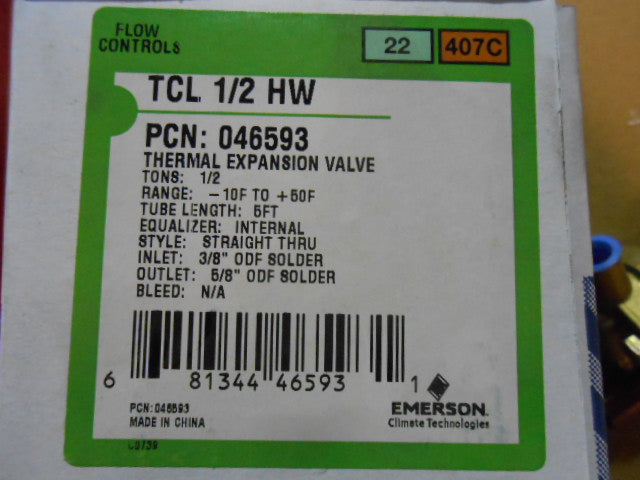 FLOW
CONTROLS
22 407C
TCL 1/2 HW
PCN: 046593
THERMAL EXPANSION VALVE
TONS: 1/2
RANGE: -10F TO +50F
TUBE LENGTH: 5FT
EQUALIZER: INTERNAL
STYLE: STRAIGHT THRU
INLET: 3/8" ODF SOLDER
OUTLET: 5/8" ODF SOLDER
BLEED: N/A
6 81344 46593 1
PCN: 046593
MADE IN CHINA
EMERSON
Climate Technologies